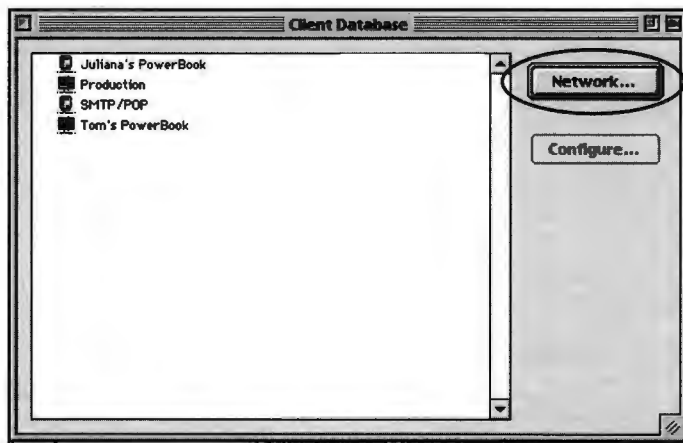 Client Database
Juliana's PowerBook
Production
SMTP/POP
Tom's PowerBook
Network...
Configure...